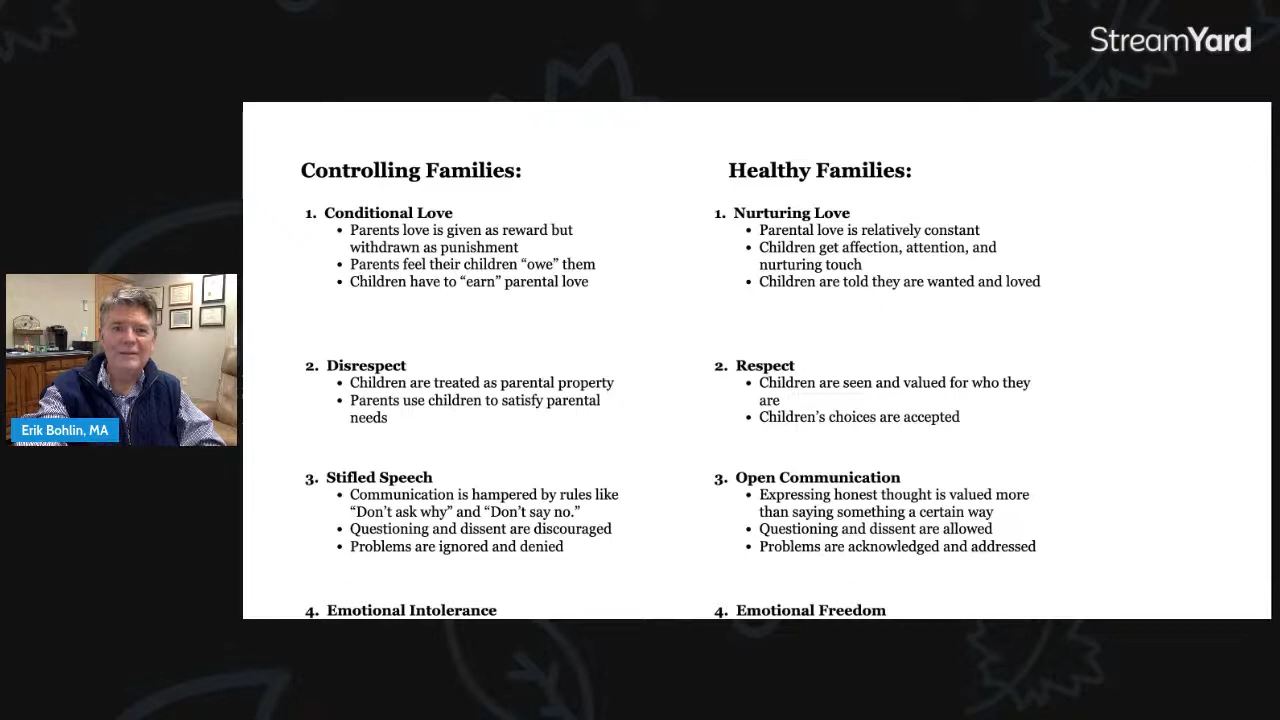 StreamYard
Controlling Families:
1. Conditional Love
• Parents love is given as reward but
withdrawn as punishment
• Parents feel their children “owe” them
• Children have to “earn” parental love
2. Disrespect
• Children are treated as parental property
• Parents use children to satisfy parental
needs
3. Stifled Speech
• Communication is hampered by rules like
“Don’t ask why” and “Don’t say no.”
• Questioning and dissent are discouraged
• Problems are ignored and denied
4. Emotional Intolerance
Healthy Families:
1. Nurturing Love
• Parental love is relatively constant
• Children get affection, attention, and
nurturing touch
• Children are told they are wanted and loved
2. Respect
• Children are seen and valued for who they
are
• Children’s choices are accepted
3. Open Communication
• Expressing honest thought is valued more
than saying something a certain way
• Questioning and dissent are allowed
• Problems are acknowledged and addressed
4. Emotional Freedom
Erik Bohlin, MA